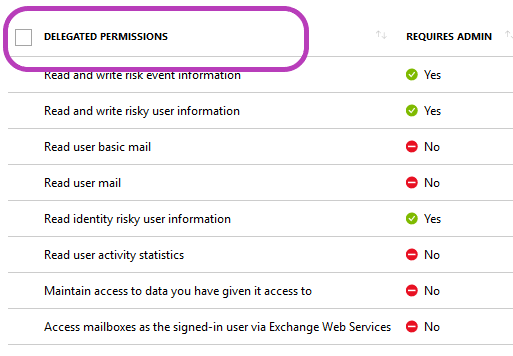 DELEGATED PERMISSIONS REQUIRES ADMIN
Read and write risk event information Yes
Read and write risky user information Yes
Read user basic mail No
Read user mail No
Read identity risky user information Yes
Read user activity statistics No
Maintain access to data you have given it access to No
Access mailboxes as the signed-in user via Exchange Web Services No